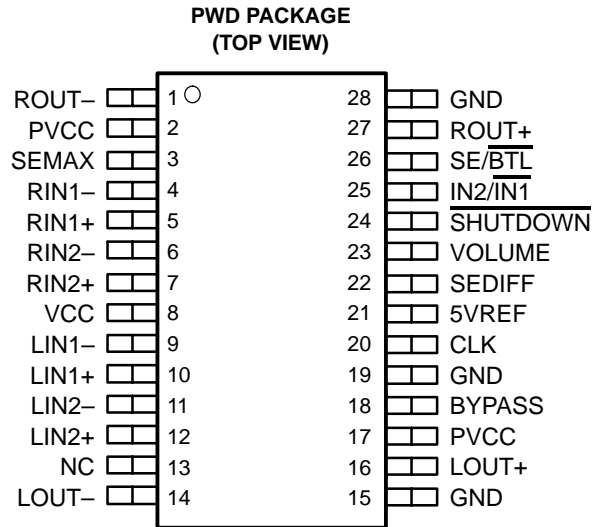 PWD PACKAGE
(TOP VIEW)
ROUT– 1 28 GND
PVCC 2 27 ROUT+
SEMAX 3 26 SE/B̅T̅L̅
RIN1– 4 25 IN2/I̅N̅1̅
RIN1+ 5 24 S̅H̅U̅T̅D̅O̅W̅N̅
RIN2– 6 23 VOLUME
RIN2+ 7 22 SEDIFF
VCC 8 21 5VREF
LIN1– 9 20 CLK
LIN1+ 10 19 GND
LIN2– 11 18 BYPASS
LIN2+ 12 17 PVCC
NC 13 16 LOUT+
LOUT– 14 15 GND